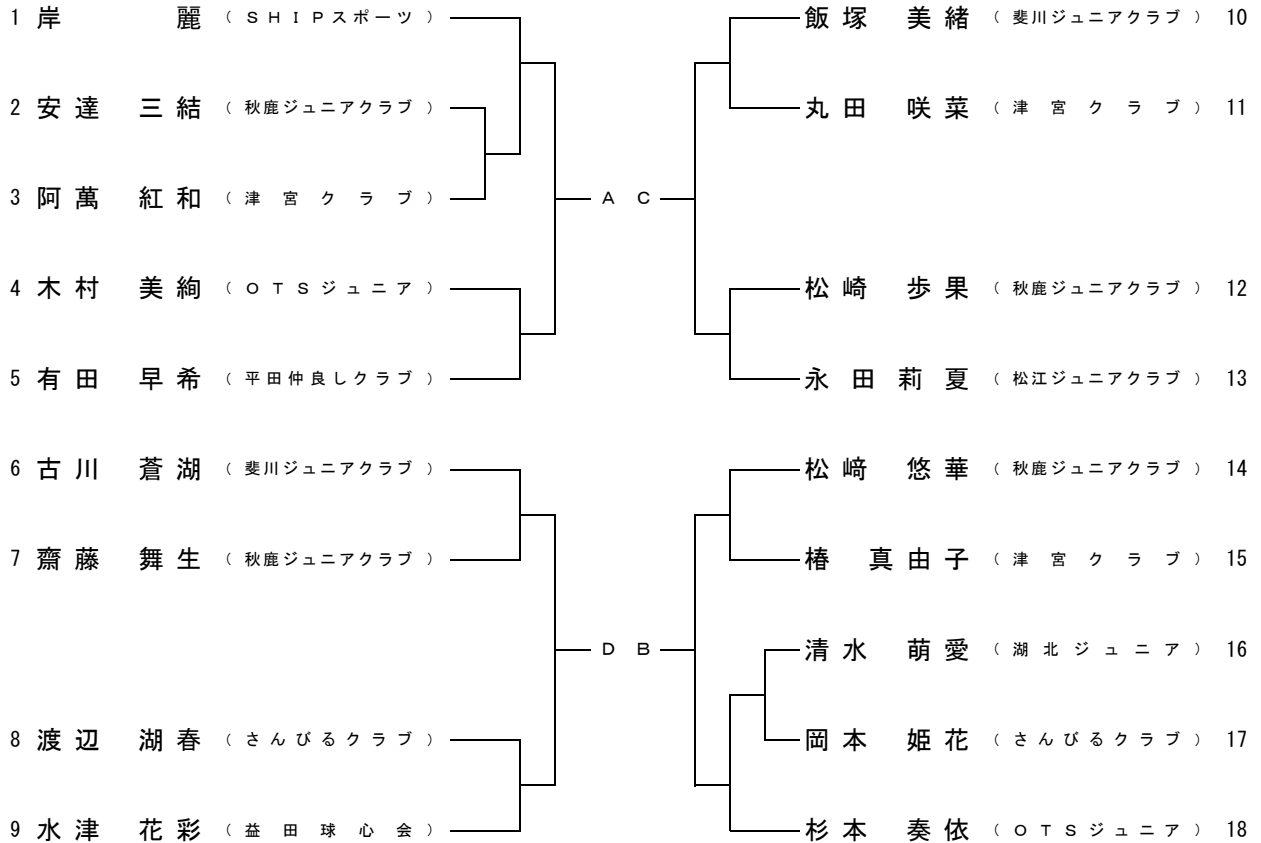 1 岸 麗 （ＳＨＩＰスポーツ）
2 安達 三結 （秋鹿ジュニアクラブ）
3 阿萬 紅和 （津宮クラブ）
A C
4 木村 美絢 （ＯＴＳジュニア）
5 有田 早希 （平田仲良しクラブ）
6 古川 蒼湖 （斐川ジュニアクラブ）
7 齋藤 舞生 （秋鹿ジュニアクラブ）
D B
8 渡辺 湖春 （さんびるクラブ）
9 水津 花彩 （益田球心会）
飯塚 美緒 （斐川ジュニアクラブ） 10
丸田 咲菜 （津宮クラブ） 11
松崎 歩果 （秋鹿ジュニアクラブ） 12
永田莉夏 （松江ジュニアクラブ） 13
松﨑 悠華 （秋鹿ジュニアクラブ） 14
椿 真由子 （津宮クラブ） 15
清水 萌愛 （湖北ジュニア） 16
岡本 姫花 （さんびるクラブ） 17
杉本 奏依 （ＯＴＳジュニア） 18